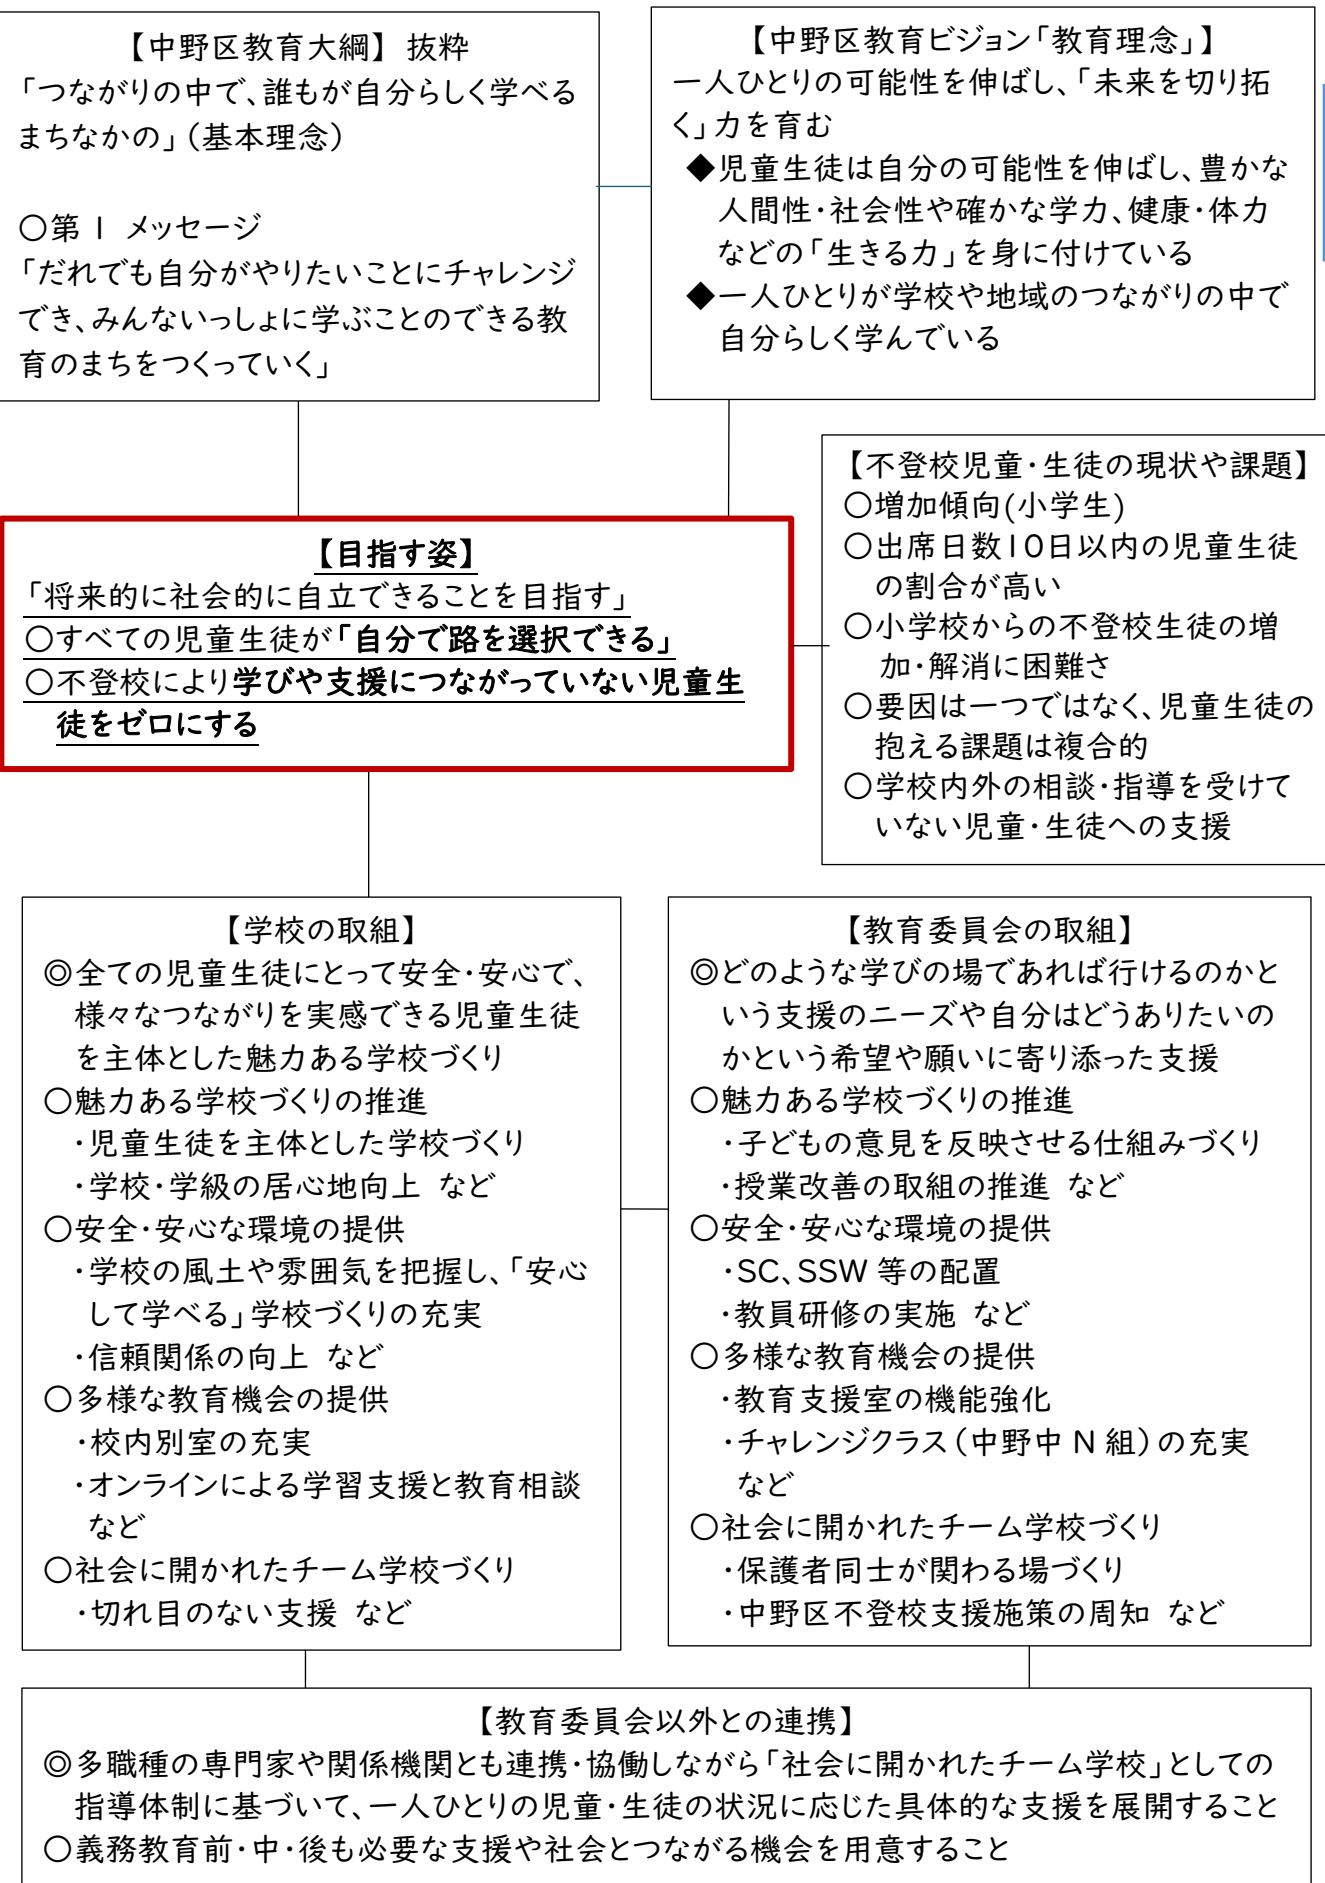 【中野区教育大綱】 抜粋
「つながりの中で、誰もが自分らしく学べる
まちなかの」（基本理念）
○第１ メッセージ
「だれでも自分がやりたいことにチャレンジ
でき、みんないっしょに学ぶことのできる教
育のまちをつくっていく」
【中野区教育ビジョン「教育理念」】
一人ひとりの可能性を伸ばし、「未来を切り拓
く」力を育む
◆児童生徒は自分の可能性を伸ばし、豊かな
人間性・社会性や確かな学力、健康・体力
などの「生きる力」を身に付けている
◆一人ひとりが学校や地域のつながりの中で
自分らしく学んでいる
【目指す姿】
「将来的に社会的に自立できることを目指す」
○すべての児童生徒が「自分で路を選択できる」
○不登校により学びや支援につながっていない児童生
徒をゼロにする
【不登校児童・生徒の現状や課題】
○増加傾向(小学生)
○出席日数１０日以内の児童生徒
の割合が高い
○小学校からの不登校生徒の増
加・解消に困難さ
○要因は一つではなく、児童生徒の
抱える課題は複合的
○学校内外の相談・指導を受けて
いない児童・生徒への支援
【学校の取組】
◎全ての児童生徒にとって安全・安心で、
様々なつながりを実感できる児童生徒
を主体とした魅力ある学校づくり
○魅力ある学校づくりの推進
・児童生徒を主体とした学校づくり
・学校・学級の居心地向上 など
○安全・安心な環境の提供
・学校の風土や雰囲気を把握し、「安心
して学べる」学校づくりの充実
・信頼関係の向上 など
○多様な教育機会の提供
・校内別室の充実
・オンラインによる学習支援と教育相談
など
○社会に開かれたチーム学校づくり
・切れ目のない支援 など
【教育委員会の取組】
◎どのような学びの場であれば行けるのかと
いう支援のニーズや自分はどうありたいの
かという希望や願いに寄り添った支援
○魅力ある学校づくりの推進
・子どもの意見を反映させる仕組みづくり
・授業改善の取組の推進 など
○安全・安心な環境の提供
・SC、SSW 等の配置
・教員研修の実施 など
○多様な教育機会の提供
・教育支援室の機能強化
・チャレンジクラス（中野中 N 組）の充実
など
○社会に開かれたチーム学校づくり
・保護者同士が関わる場づくり
・中野区不登校支援施策の周知 など
【教育委員会以外との連携】
◎多職種の専門家や関係機関とも連携・協働しながら「社会に開かれたチーム学校」としての
指導体制に基づいて、一人ひとりの児童・生徒の状況に応じた具体的な支援を展開すること
○義務教育前・中・後も必要な支援や社会とつながる機会を用意すること